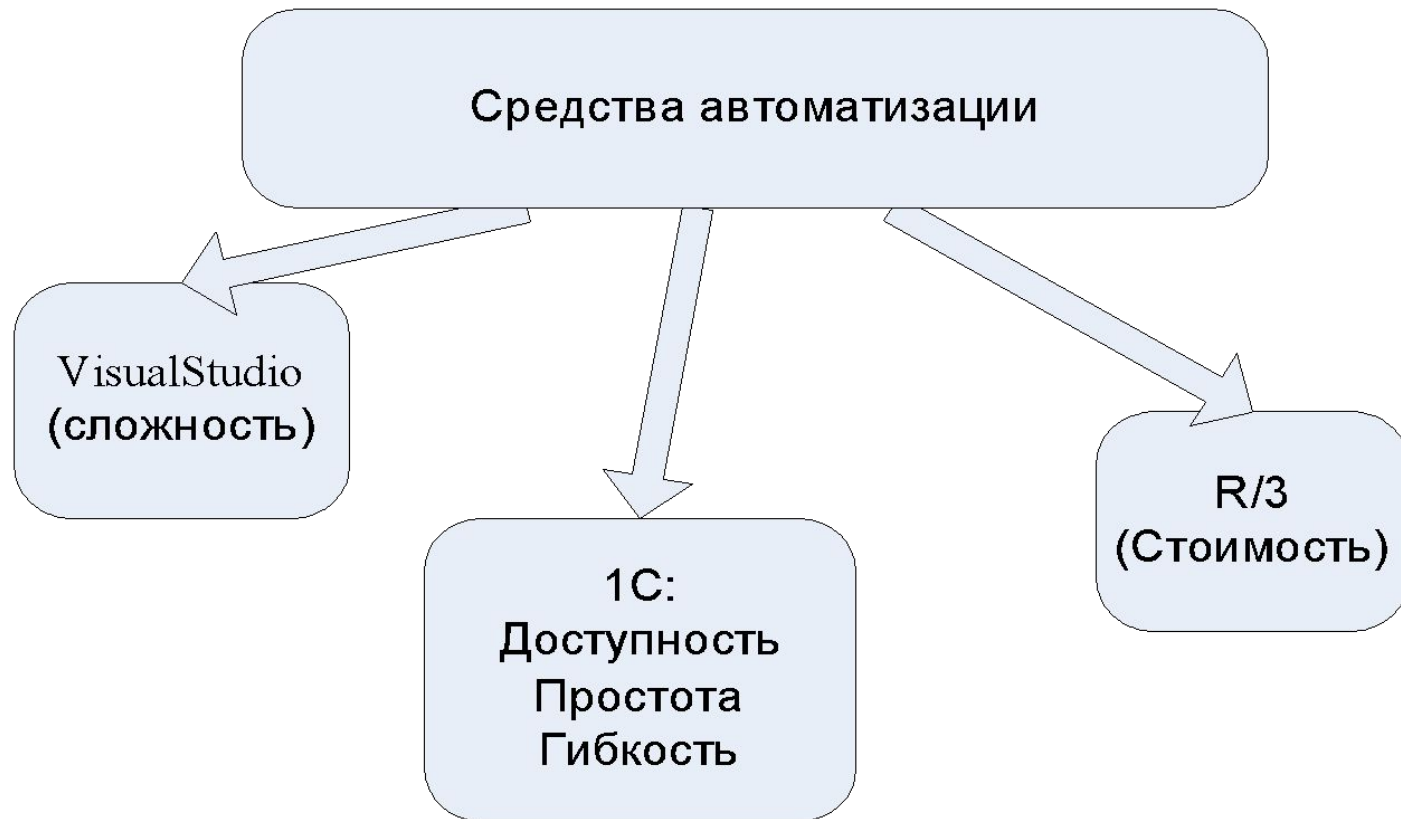 Средства автоматизации
VisualStudio
(сложность)
1С:
Доступность
Простота
Гибкость
R/3
(Стоимость)